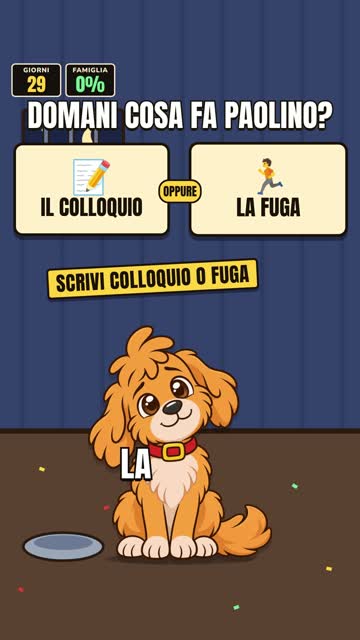 GIORNI
29
FAMIGLIA
0%
DOMANI COSA FA PAOLINO?
IL COLLOQUIO
OPPURE
LA FUGA
SCRIVI COLLOQUIO O FUGA
LA